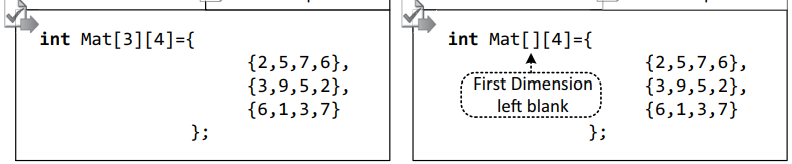 int Mat[3][4]={
{2,5,7,6},
{3,9,5,2},
{6,1,3,7}
};
int Mat[][4]={
{2,5,7,6},
{3,9,5,2},
{6,1,3,7}
};
First Dimension
left blank